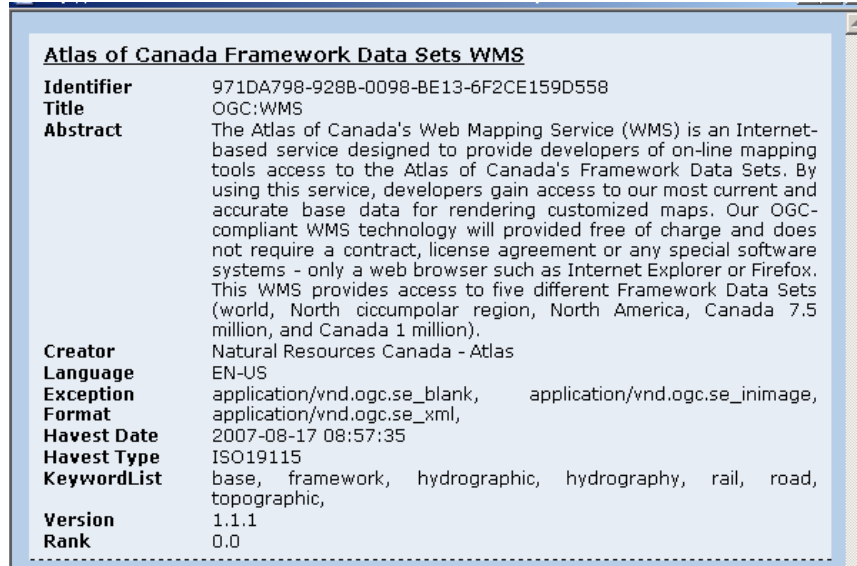 Atlas of Canada Framework Data Sets WMS
Identifier 971DA798-928B-0098-BE13-6F2CE159D558
Title OGC:WMS
Abstract The Atlas of Canada's Web Mapping Service (WMS) is an Internet-
based service designed to provide developers of on-line mapping
tools access to the Atlas of Canada's Framework Data Sets. By
using this service, developers gain access to our most current and
accurate base data for rendering customized maps. Our OGC-
compliant WMS technology will provided free of charge and does
not require a contract, license agreement or any special software
systems - only a web browser such as Internet Explorer or Firefox.
This WMS provides access to five different Framework Data Sets
(world, North ciccumpolar region, North America, Canada 7.5
million, and Canada 1 million).
Creator Natural Resources Canada - Atlas
Language EN-US
Exception application/vnd.ogc.se_blank, application/vnd.ogc.se_inimage,
Format application/vnd.ogc.se_xml,
Havest Date 2007-08-17 08:57:35
Havest Type ISO19115
KeywordList base, framework, hydrographic, hydrography, rail, road,
topographic,
Version 1.1.1
Rank 0.0